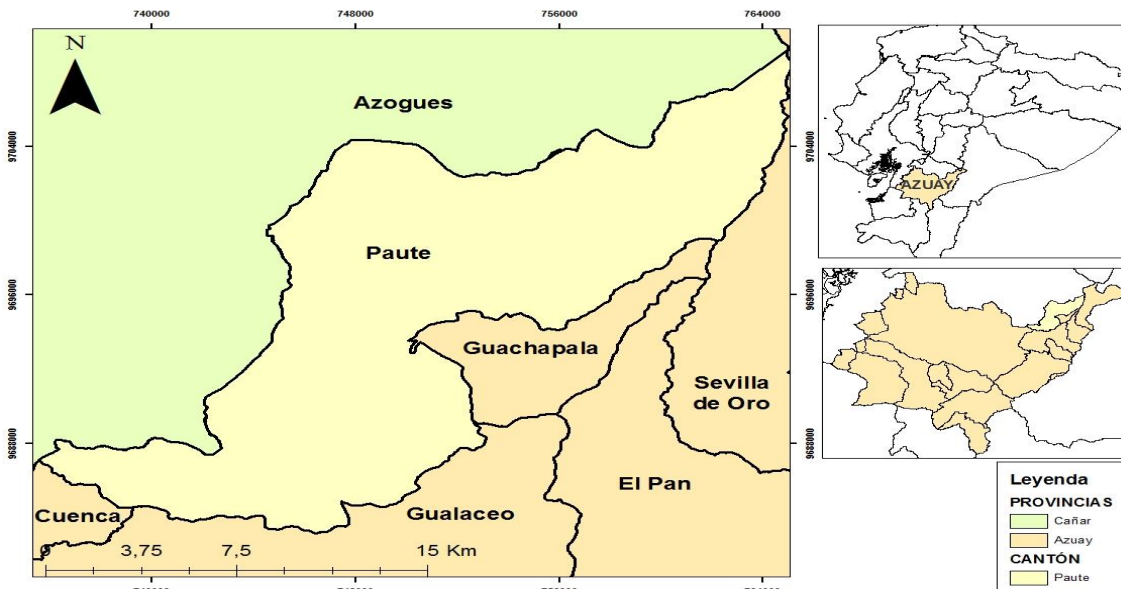 740000
748000
756000
764000
N
Azogues
9704000
9704000
AZUAY
Paute
9696000
9696000
Guachapala
Sevilla
de Oro
9688000
9688000
El Pan
Cuenca
Gualaceo
0
3,75
7,5
15 Km
Leyenda
PROVINCIAS
Cañar
Azuay
CANTÓN
Paute